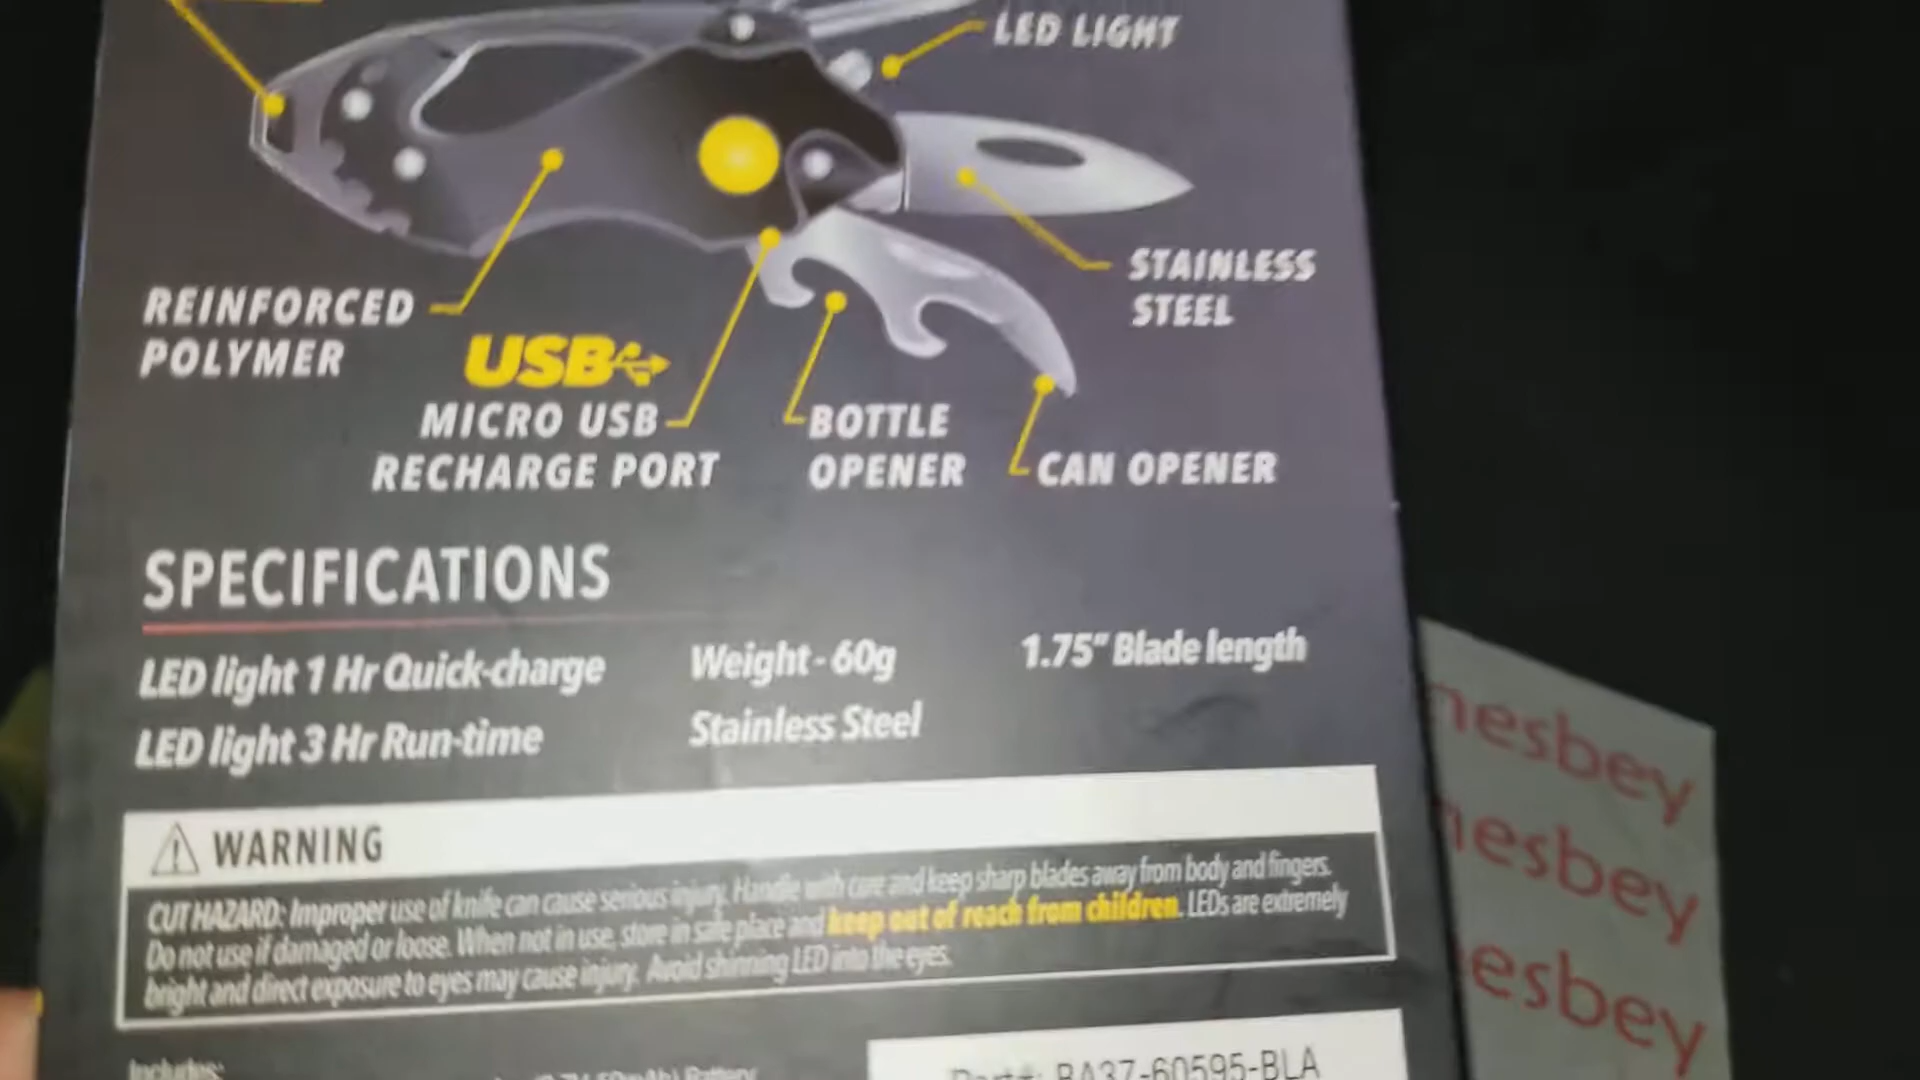 LED LIGHT
STAINLESS
STEEL
REINFORCED
POLYMER
USB
MICRO USB
RECHARGE PORT
BOTTLE
OPENER
CAN OPENER
SPECIFICATIONS
LED light 1 Hr Quick-charge
Weight - 60g
1.75" Blade length
LED light 3 Hr Run-time
Stainless Steel
WARNING
CUT HAZARD: Improper use of knife can cause serious injury. Handle with care and keep sharp blades away from body and fingers.
Do not use if damaged or loose. When not in use, store in safe place and keep out of reach from children. LEDs are extremely
bright and direct exposure to eyes may cause injury. Avoid shinning LED into the eyes.
Includes:
Battery
Part#: BA37-60595-BLA
nesbey
nesbey
esbey